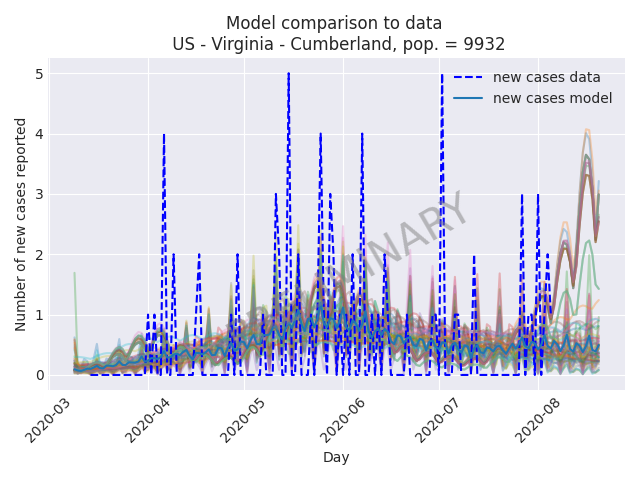 Model comparison to data
US - Virginia - Cumberland, pop. = 9932
new cases data
new cases model
Number of new cases reported
5
4
3
2
1
0
MINARY
2020-03
2020-04
2020-05
2020-06
2020-07
2020-08
Day